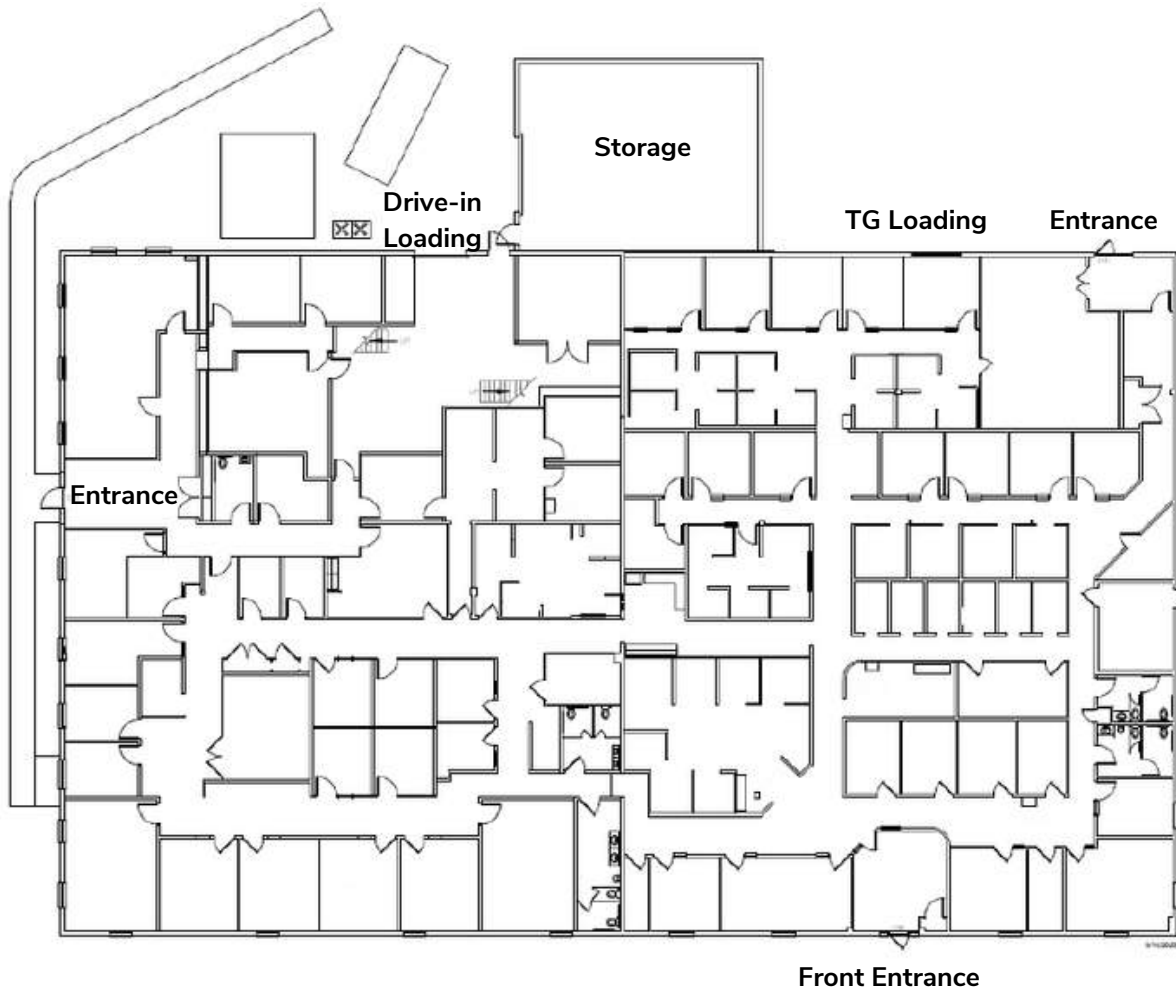 Storage
Drive-in
Loading
TG Loading
Entrance
Entrance
Front Entrance